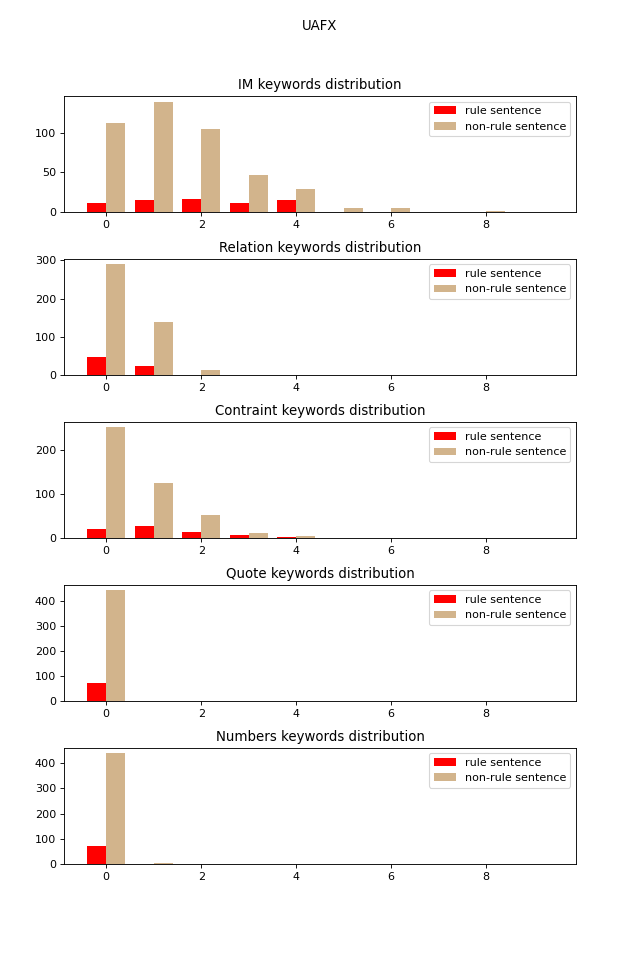 UAFX
IM keywords distribution
rule sentence
non-rule sentence
100
50
0
0 2 4 6 8
Relation keywords distribution
rule sentence
non-rule sentence
300
200
100
0
0 2 4 6 8
Contraint keywords distribution
rule sentence
non-rule sentence
200
100
0
0 2 4 6 8
Quote keywords distribution
rule sentence
non-rule sentence
400
300
200
100
0
0 2 4 6 8
Numbers keywords distribution
rule sentence
non-rule sentence
400
300
200
100
0
0 2 4 6 8